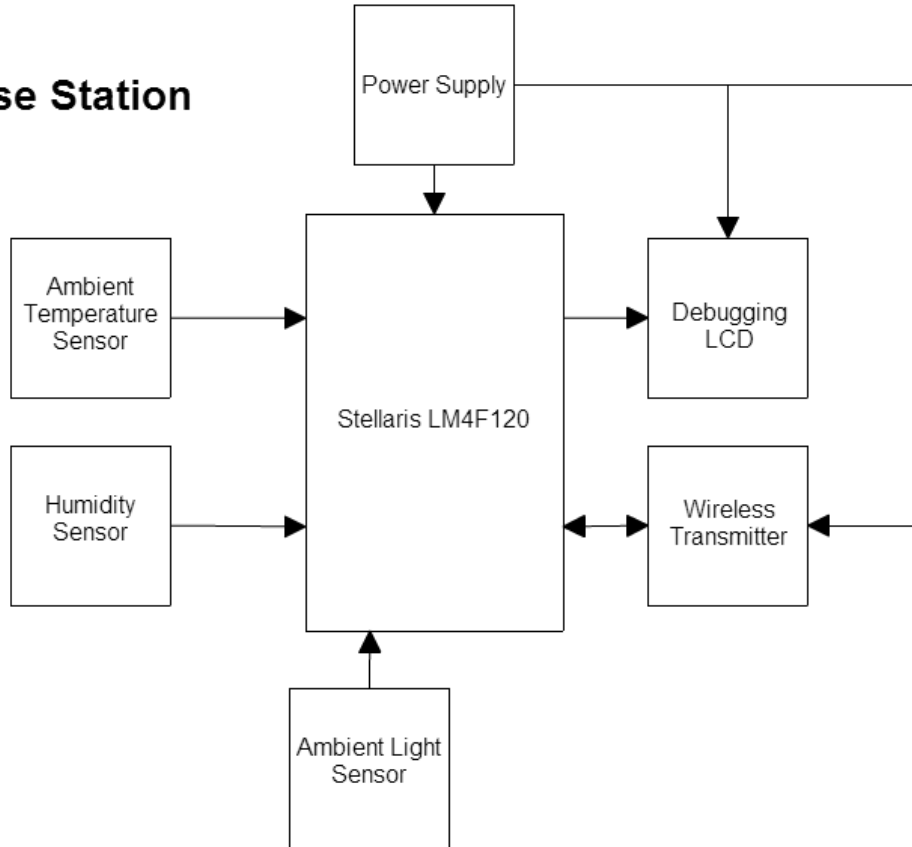 se Station
Power Supply
Ambient
Temperature
Sensor
Debugging
LCD
Stellaris LM4F120
Humidity
Sensor
Wireless
Transmitter
Ambient Light
Sensor